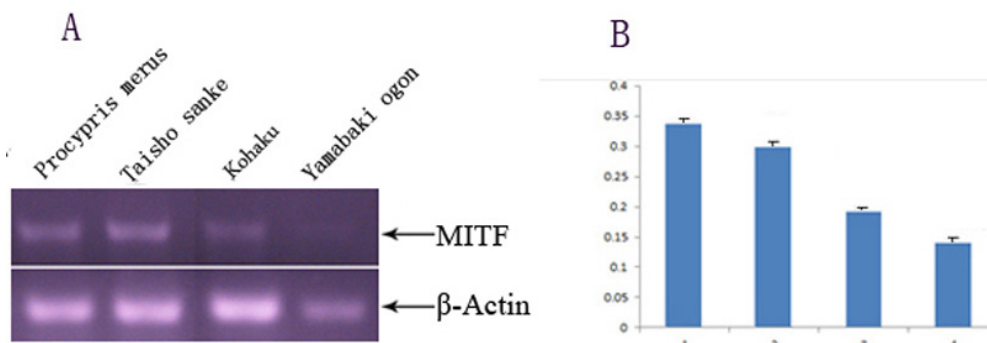 A
B
Procypris merus
Taisho sanke
Kohaku
Yamabaki ogon
MITF
β-Actin
0.4
0.35
0.3
0.25
0.2
0.15
0.1
0.05
0